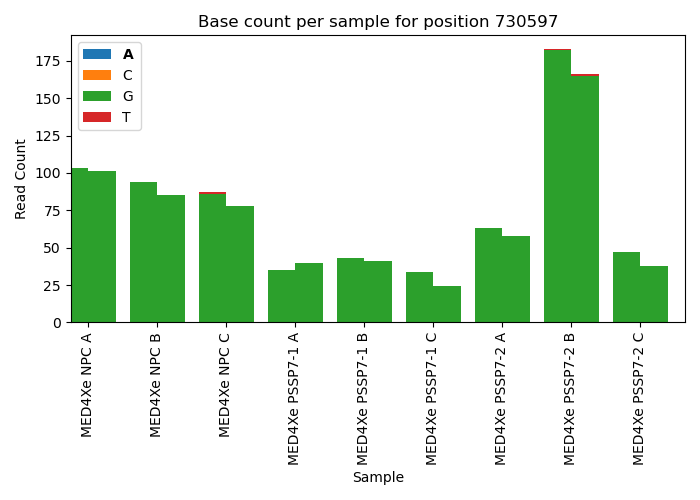 Base count per sample for position 730597
A
C
G
T
Read Count
175
150
125
100
75
50
25
0
MED4Xe NPC A
MED4Xe NPC B
MED4Xe NPC C
MED4Xe PSSP7-1 A
MED4Xe PSSP7-1 B
MED4Xe PSSP7-1 C
MED4Xe PSSP7-2 A
MED4Xe PSSP7-2 B
MED4Xe PSSP7-2 C
Sample